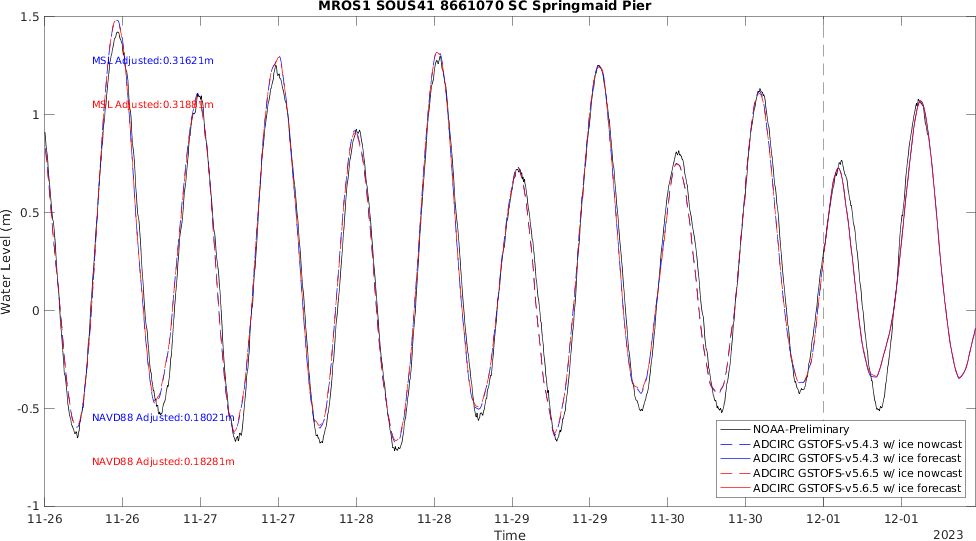 MROS1 SOUS41 8661070 SC Springmaid Pier
1.5
MSL Adjusted:0.31621m
MSL Adjusted:0.31881m
1
0.5
Water Level (m)
0
-0.5
NAVD88 Adjusted:0.18021m
NAVD88 Adjusted:0.18281m
-1
NOAA-Preliminary
ADCIRC GSTOFS-v5.4.3 w/ ice nowcast
ADCIRC GSTOFS-v5.4.3 w/ ice forecast
ADCIRC GSTOFS-v5.6.5 w/ ice nowcast
ADCIRC GSTOFS-v5.6.5 w/ ice forecast
11-26 11-26 11-27 11-27 11-28 11-28 11-29 11-29 11-30 11-30 12-01 12-01
Time
2023